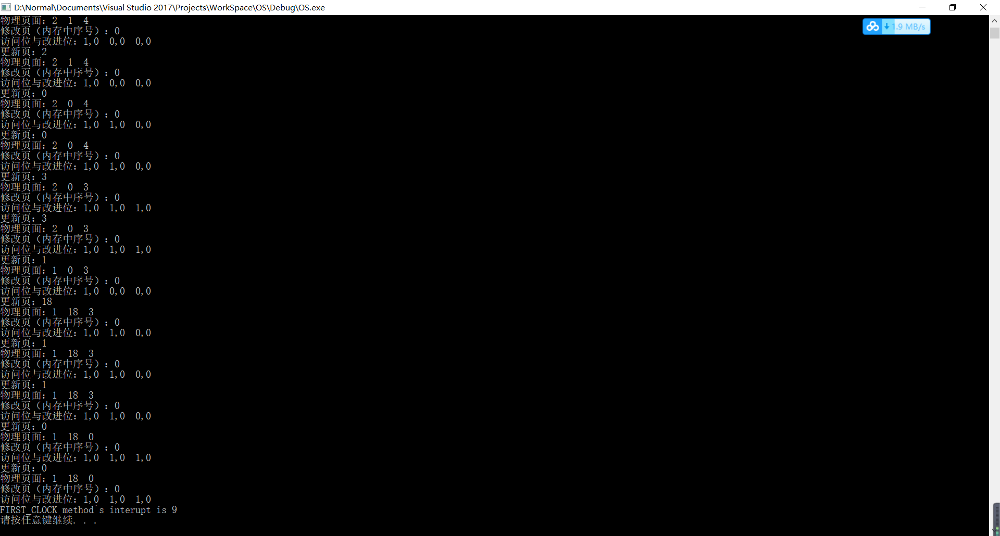 D:\Normal\Documents\Visual Studio 2017\Projects\WorkSpace\OS\Debug\OS.exe
1.9 MB/s
物理页面：2  1  4
修改页（内存中序号）：0
访问位与改进位：1,0  0,0  0,0
更新页：2
物理页面：2  1  4
修改页（内存中序号）：0
访问位与改进位：1,0  0,0  0,0
更新页：0
物理页面：2  0  4
修改页（内存中序号）：0
访问位与改进位：1,0  1,0  0,0
更新页：0
物理页面：2  0  4
修改页（内存中序号）：0
访问位与改进位：1,0  1,0  0,0
更新页：3
物理页面：2  0  3
修改页（内存中序号）：0
访问位与改进位：1,0  1,0  1,0
更新页：3
物理页面：2  0  3
修改页（内存中序号）：0
访问位与改进位：1,0  1,0  1,0
更新页：1
物理页面：1  0  3
修改页（内存中序号）：0
访问位与改进位：1,0  0,0  0,0
更新页：18
物理页面：1  18  3
修改页（内存中序号）：0
访问位与改进位：1,0  1,0  0,0
更新页：1
物理页面：1  18  3
修改页（内存中序号）：0
访问位与改进位：1,0  1,0  0,0
更新页：1
物理页面：1  18  3
修改页（内存中序号）：0
访问位与改进位：1,0  1,0  0,0
更新页：0
物理页面：1  18  0
修改页（内存中序号）：0
访问位与改进位：1,0  1,0  1,0
更新页：0
物理页面：1  18  0
修改页（内存中序号）：0
访问位与改进位：1,0  1,0  1,0
FIRST_CLOCK method`s interupt is 9
请按任意键继续. . .